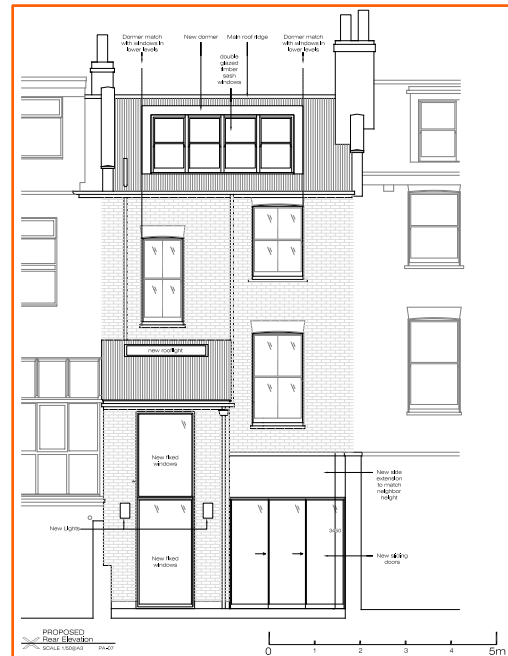 Dormer match
with windows in
lower levels
New dormer
Main roof ridge
Dormer match
with windows in
lower levels
double
glazed
timber
sash
windows
new rooflight
New fixed
windows
New side
extension
to match
neighbor
height
New Lights
3450
New sliding
doors
New fixed
windows
PROPOSED
Rear Elevation
SCALE 1/50@A3 PA-07
0 1 2 3 4 5m